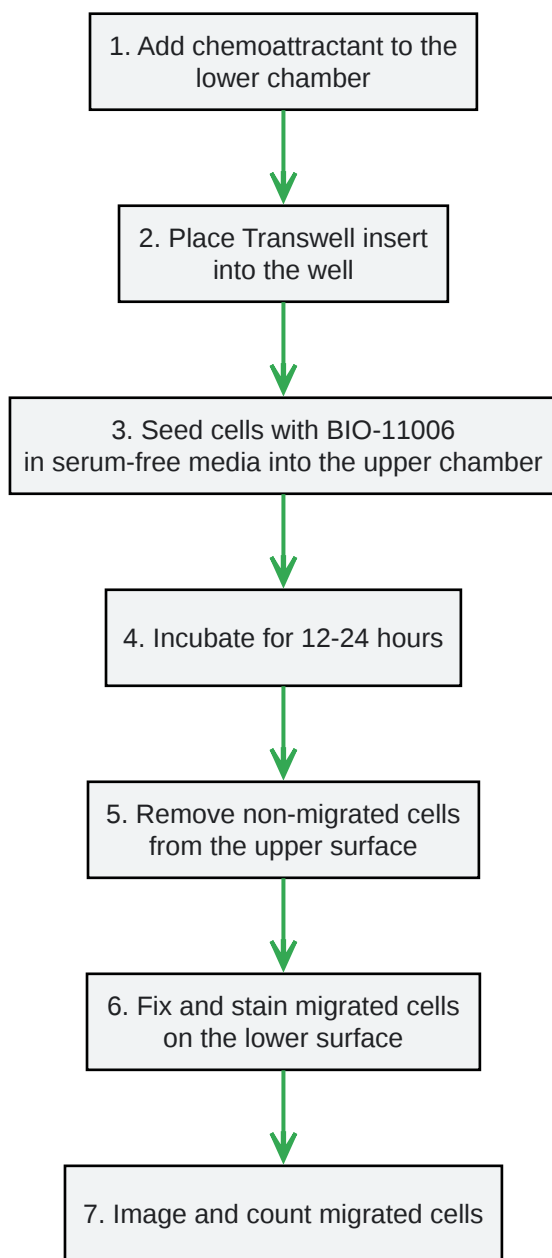 1. Add chemoattractant to the
lower chamber
2. Place Transwell insert
into the well
3. Seed cells with BIO-11006
in serum-free media into the upper chamber
4. Incubate for 12-24 hours
5. Remove non-migrated cells
from the upper surface
6. Fix and stain migrated cells
on the lower surface
7. Image and count migrated cells